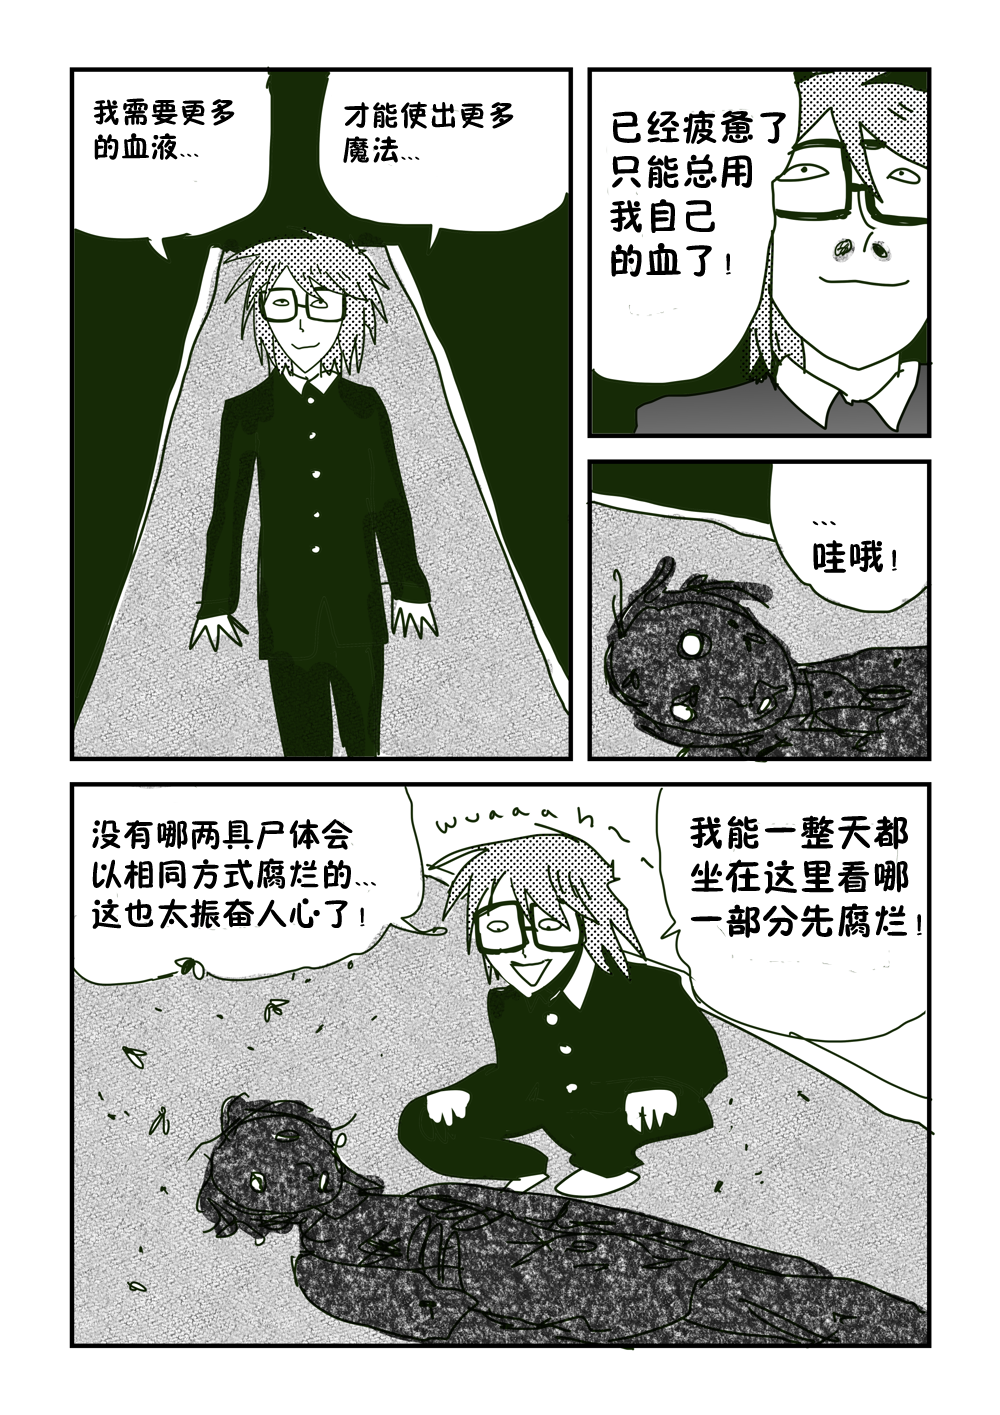 我需要更多
的血液...
才能使出更多
魔法...
已经疲惫了
只能总用
我自己
的血了!
...
哇哦!
没有哪两具尸体会
以相同方式腐烂的...
这也太振奋人心了!
wuaaah~
我能一整天都
坐在这里看哪
一部分先腐烂!